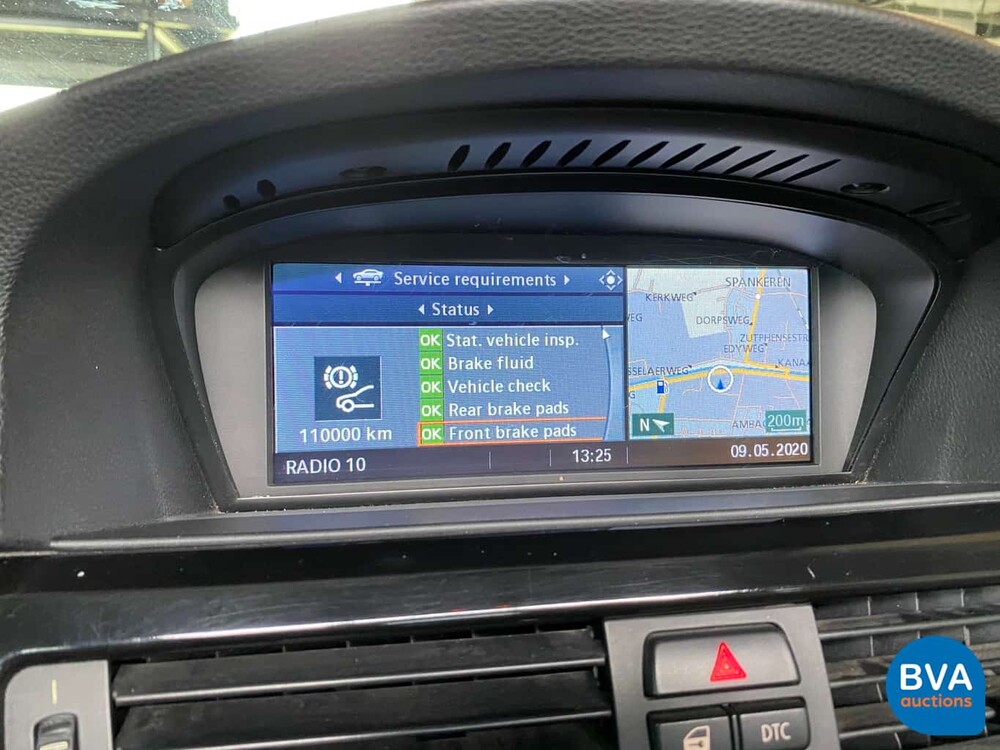 Service requirements
Status
OK Stat. vehicle insp.
OK Brake fluid
OK Vehicle check
OK Rear brake pads
OK Front brake pads
110000 km
RADIO 10
13:25
09.05.2020
SPANKEREN
KERKWEG
DORPSWEG
ZUTPHENSESTR
EDYWEG
KANAA
SSELAERWEG
N
AMBAC
200m
DTC
BVA
auctions